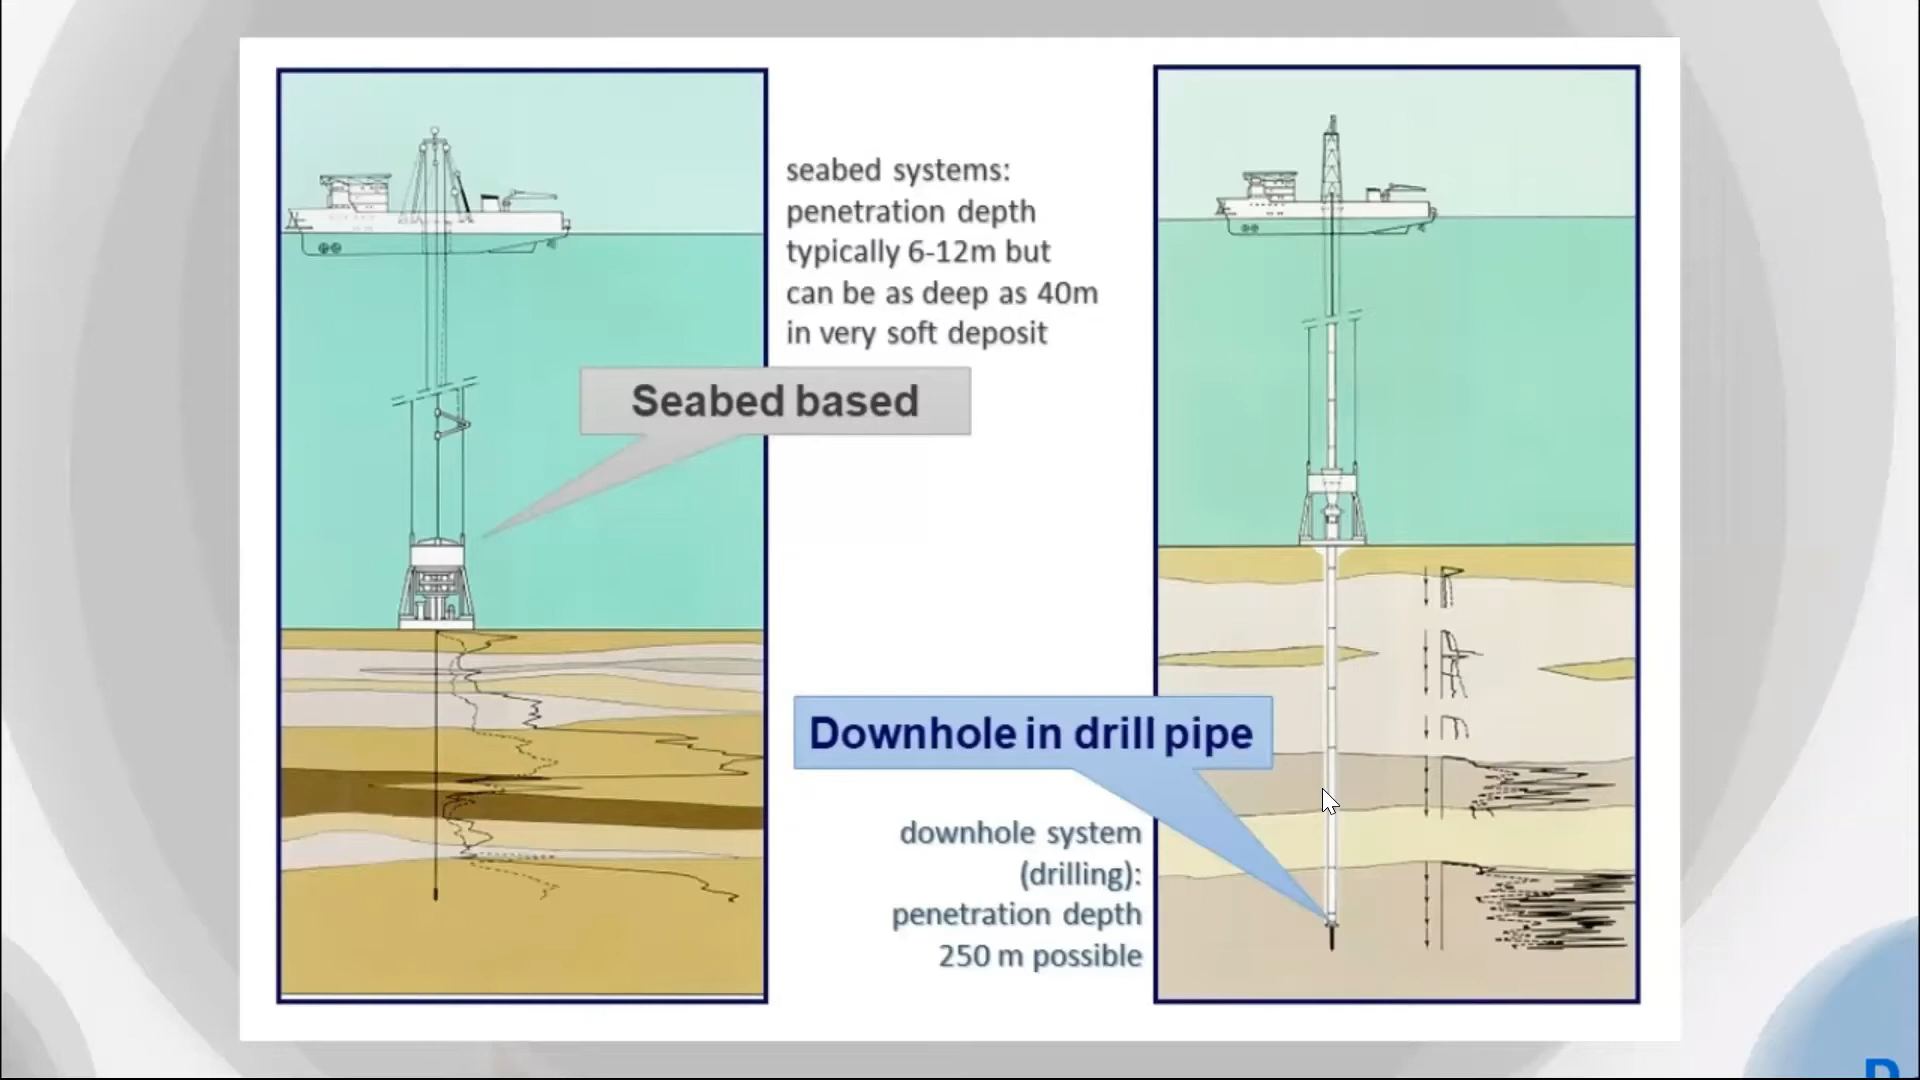 seabed systems:
penetration depth
typically 6-12m but
can be as deep as 40m
in very soft deposit
Seabed based
Downhole in drill pipe
downhole system
(drilling):
penetration depth
250 m possible